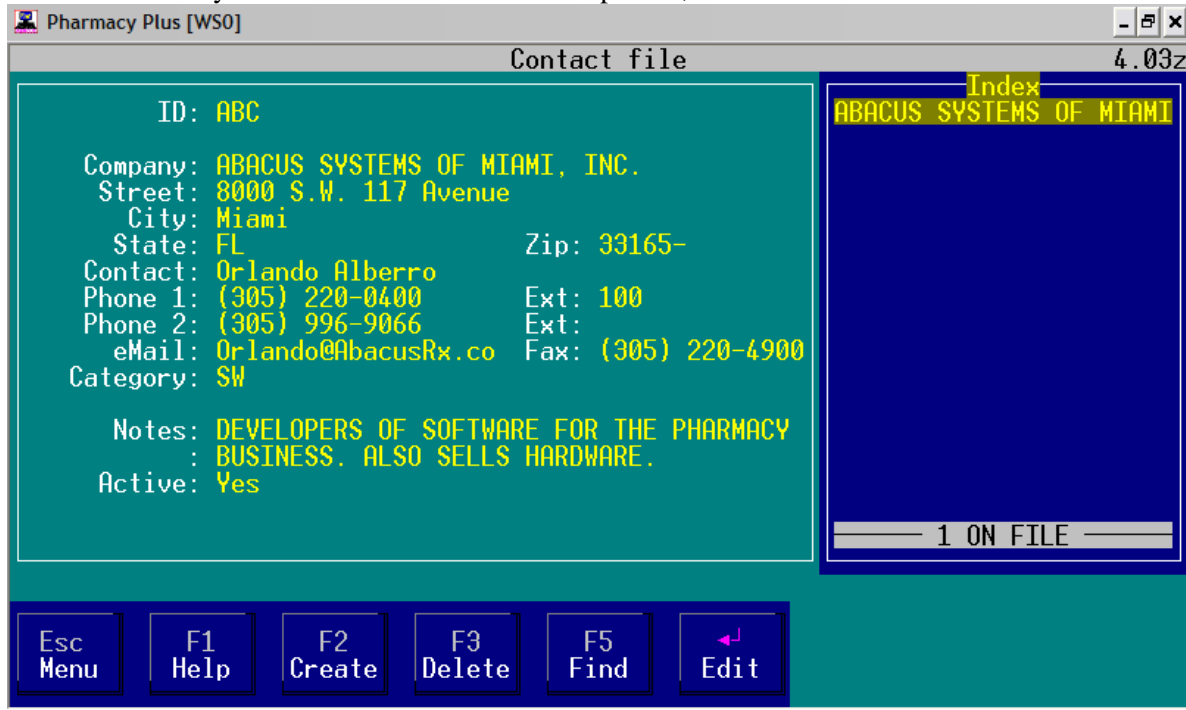 Pharmacy Plus [WS0]
Contact file 4.03z
ID: ABC
Company: ABACUS SYSTEMS OF MIAMI, INC.
Street: 8000 S.W. 117 Avenue
City: Miami
State: FL Zip: 33165-
Contact: Orlando Alberro
Phone 1: (305) 220-0400 Ext: 100
Phone 2: (305) 996-9066 Ext:
eMail: Orlando@AbacusRx.co Fax: (305) 220-4900
Category: SW
Notes: DEVELOPERS OF SOFTWARE FOR THE PHARMACY
: BUSINESS. ALSO SELLS HARDWARE.
Active: Yes
Index
ABACUS SYSTEMS OF MIAMI
1 ON FILE
Esc F1 F2 F3 F5 ◄┘
Menu Help Create Delete Find Edit